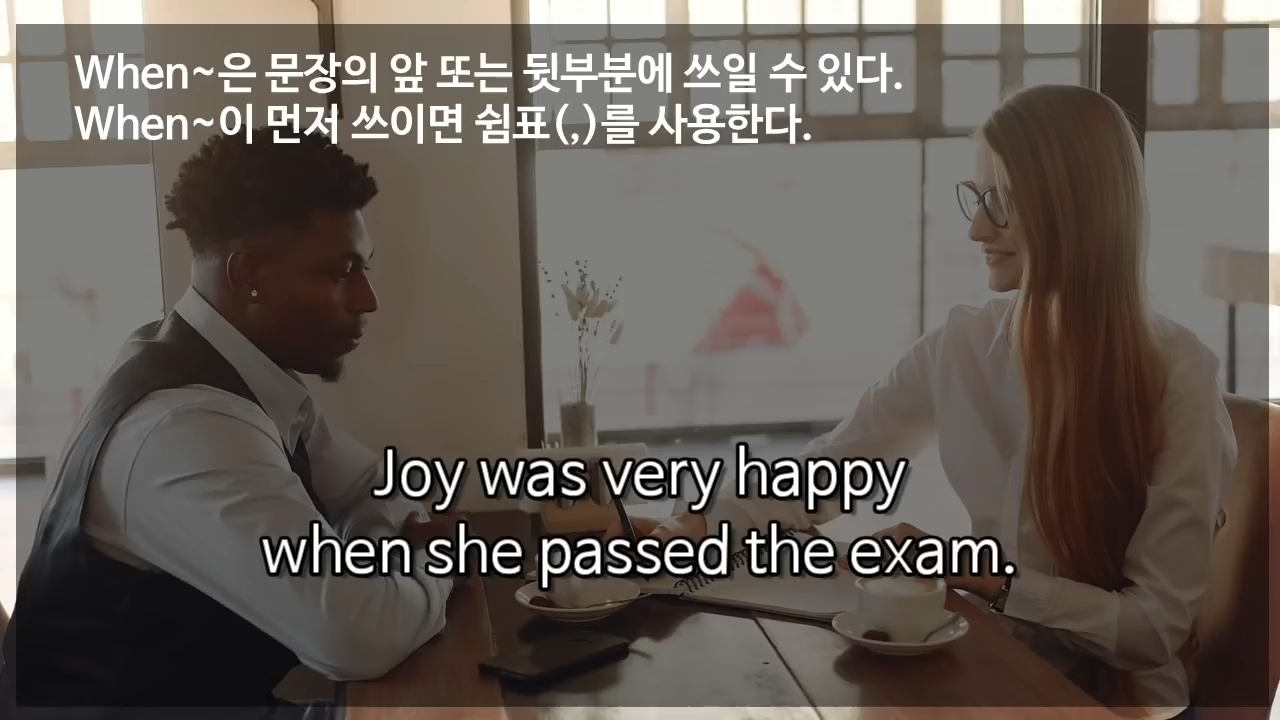 When~은 문장의 앞 또는 뒷부분에 쓰일 수 있다.
When~이 먼저 쓰이면 쉼표(,)를 사용한다.
Joy was very happy
when she passed the exam.